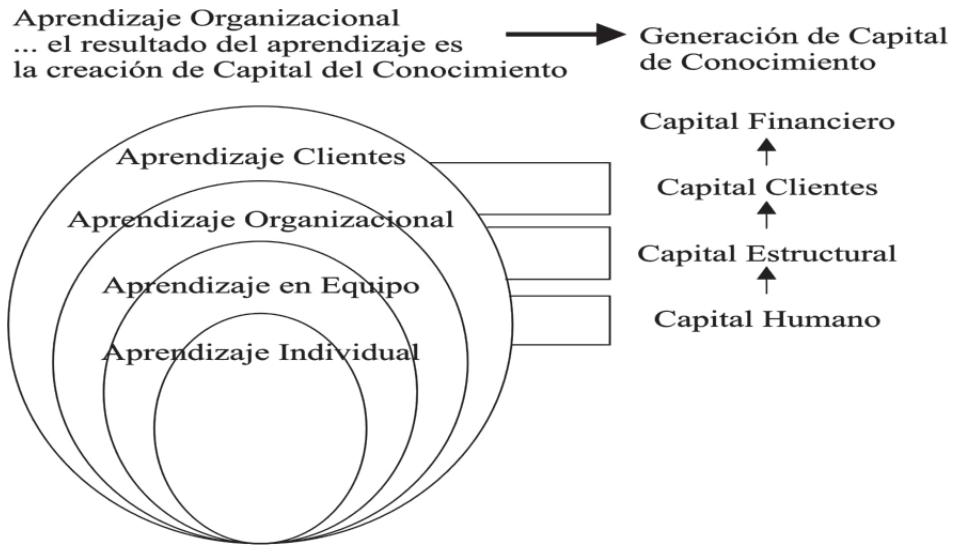 Aprendizaje Organizacional
... el resultado del aprendizaje es
la creación de Capital del Conocimiento
Generación de Capital
de Conocimiento
Aprendizaje Clientes
Aprendizaje Organizacional
Aprendizaje en Equipo
Aprendizaje Individual
Capital Financiero
Capital Clientes
Capital Estructural
Capital Humano